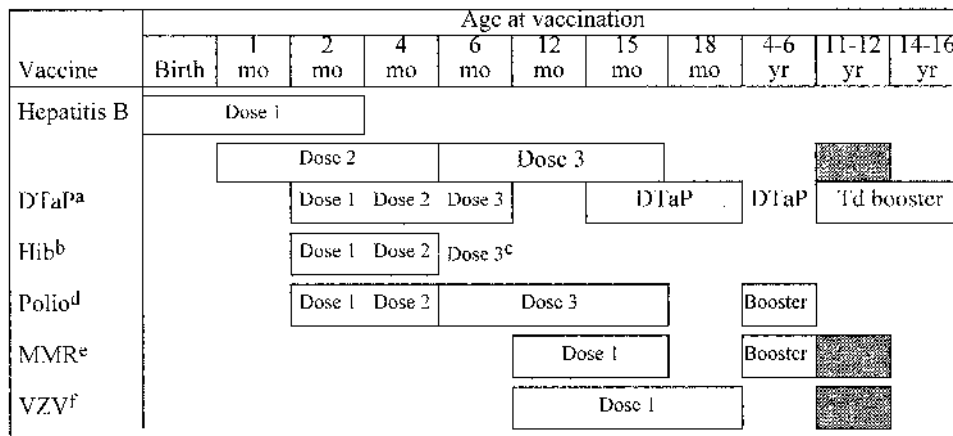 Age at vaccination
Vaccine Birth 1 mo 2 mo 4 mo 6 mo 12 mo 15 mo 18 mo 4-6 yr 11-12 yr 14-16 yr
Hepatitis B Dose 1
Dose 2 Dose 3
DTaPa Dose 1 Dose 2 Dose 3 DTaP DTaP Td booster
Hibb Dose 1 Dose 2 Dose 3c
Poliod Dose 1 Dose 2 Dose 3 Booster
MMRe Dose 1 Booster
VZVf Dose 1